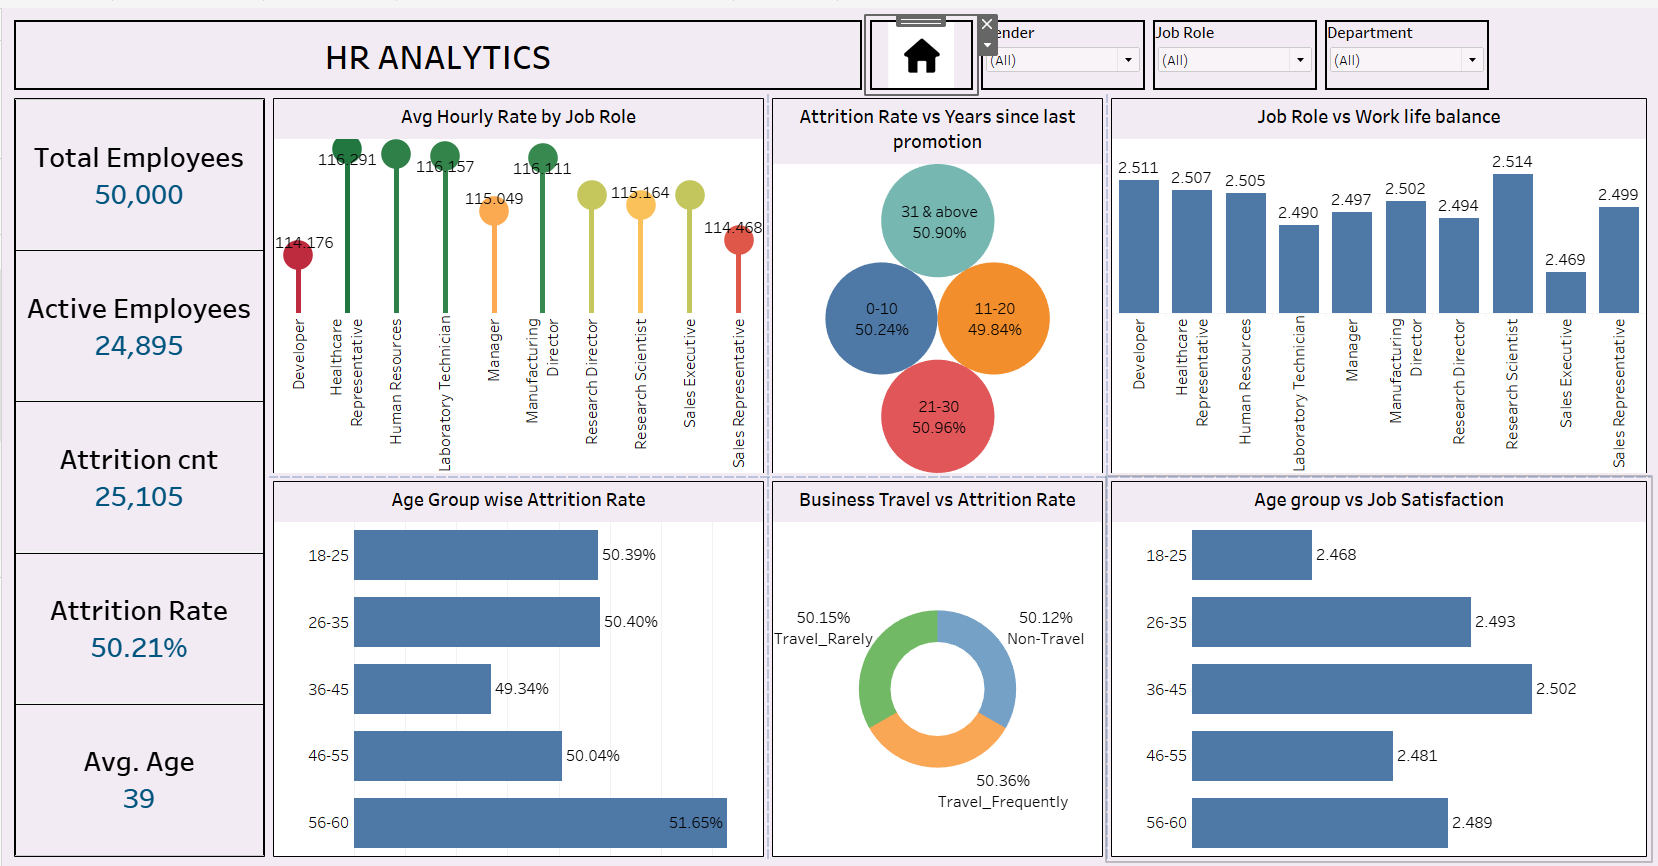 HR ANALYTICS
ender
(All)
Job Role
(All)
Department
(All)
Total Employees
50,000
Active Employees
24,895
Attrition cnt
25,105
Attrition Rate
50.21%
Avg. Age
39
Avg Hourly Rate by Job Role
114.176
116.291
116.157
115.049
116.111
115.164
114.468
Developer
Healthcare
Representative
Human Resources
Laboratory Technician
Manager
Manufacturing
Director
Research Director
Research Scientist
Sales Executive
Sales Representative
Attrition Rate vs Years since last
promotion
31 & above
50.90%
0-10
50.24%
11-20
49.84%
21-30
50.96%
Job Role vs Work life balance
2.511
2.507
2.505
2.490
2.497
2.502
2.494
2.514
2.469
2.499
Developer
Healthcare
Representative
Human Resources
Laboratory Technician
Manager
Manufacturing
Director
Research Director
Research Scientist
Sales Executive
Sales Representative
Age Group wise Attrition Rate
18-25
50.39%
26-35
50.40%
36-45
49.34%
46-55
50.04%
56-60
51.65%
Business Travel vs Attrition Rate
50.15%
Travel_Rarely
50.12%
Non-Travel
50.36%
Travel_Frequently
Age group vs Job Satisfaction
18-25
2.468
26-35
2.493
36-45
2.502
46-55
2.481
56-60
2.489